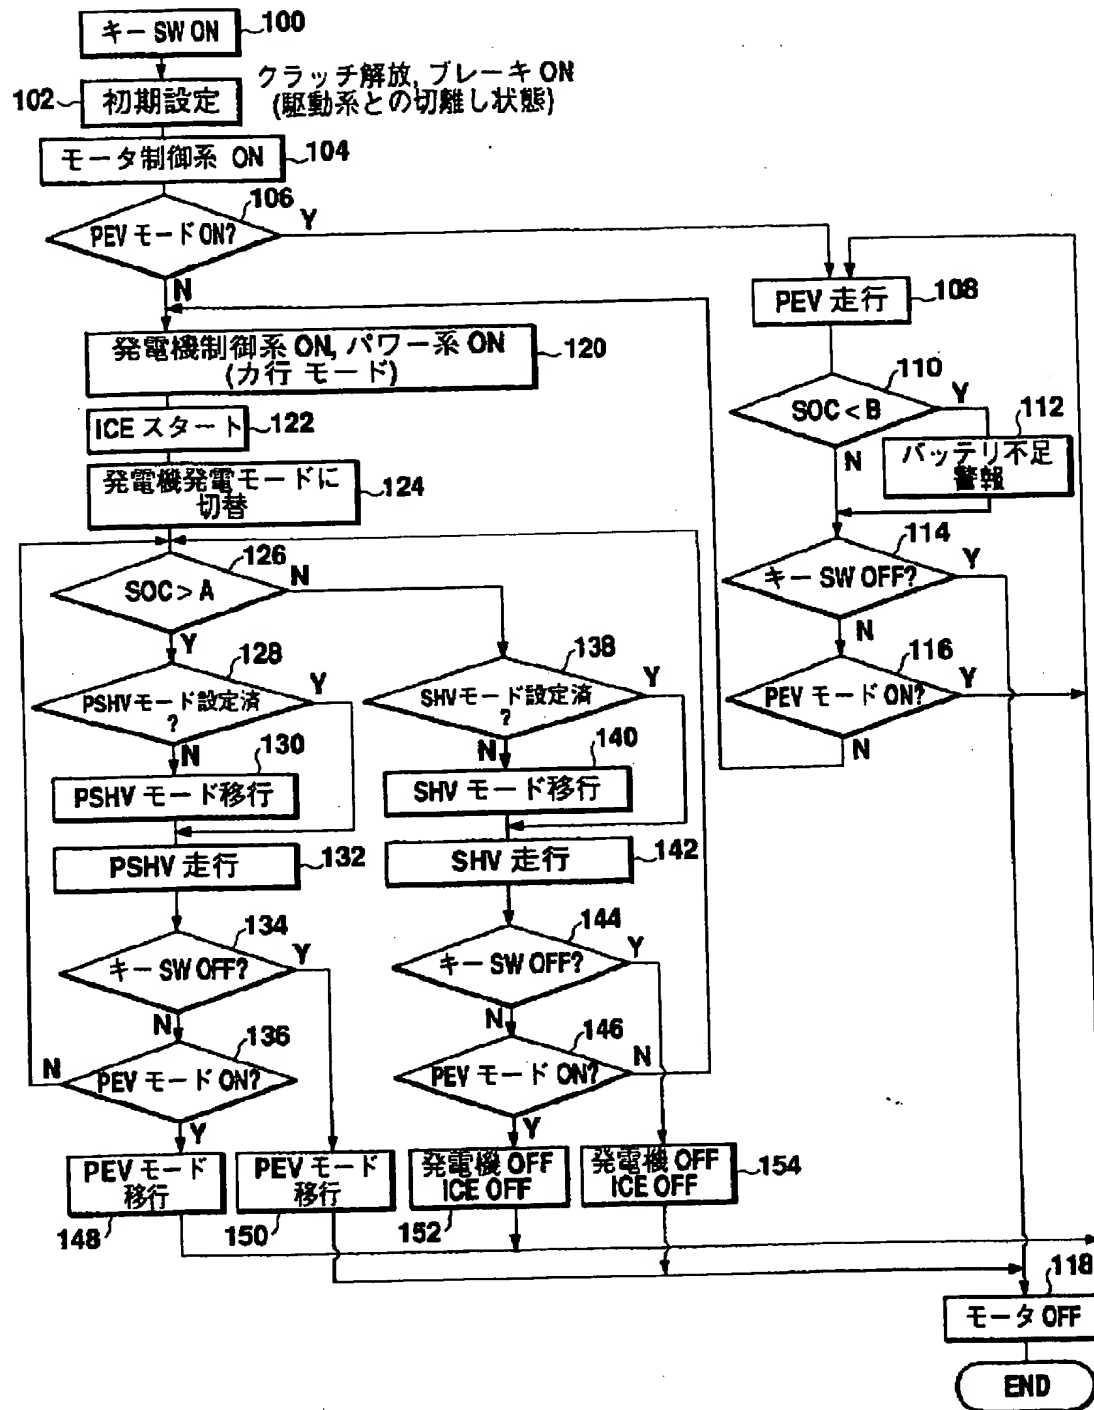 キー SW ON
100
クラッチ解放, ブレーキ ON
(駆動系との切離し状態)
102
初期設定
モータ制御系 ON
104
106
PEV モード ON?
Y
N
PEV 走行
108
発電機制御系 ON, パワー系 ON
(力行 モード)
120
110
SOC < B
Y
N
112
バッテリ不足
警報
ICE スタート
122
発電機発電モードに
切替
124
114
キー SW OFF?
Y
N
126
SOC > A
N
Y
116
PEV モード ON?
Y
N
128
PSHV モード設定済
?
Y
N
138
SHV モード設定済
?
Y
N
130
PSHV モード移行
140
SHV モード移行
PSHV 走行
132
SHV 走行
142
134
キー SW OFF?
Y
N
144
キー SW OFF?
Y
N
136
N
PEV モード ON?
Y
146
PEV モード ON?
N
Y
PEV モード
移行
148
PEV モード
移行
150
発電機 OFF
ICE OFF
152
発電機 OFF
ICE OFF
154
118
モータ OFF
END